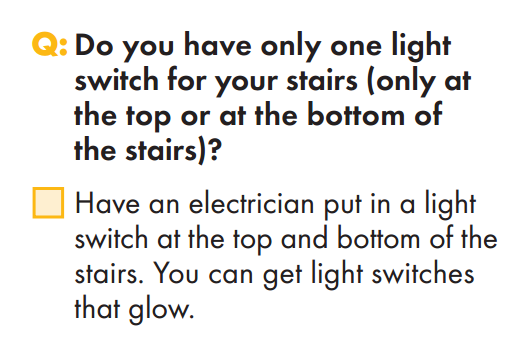 Q: Do you have only one light
switch for your stairs (only at
the top or at the bottom of
the stairs)?
Have an electrician put in a light
switch at the top and bottom of the
stairs. You can get light switches
that glow.